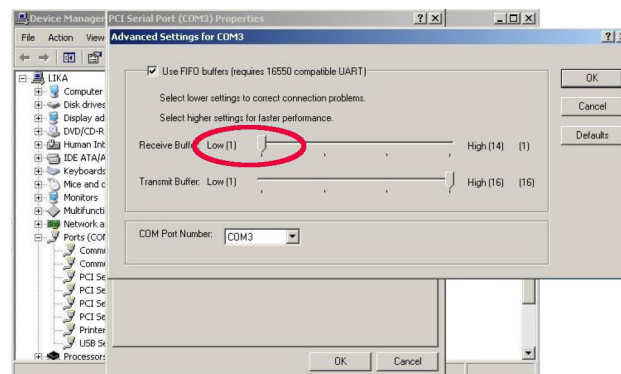 Device Manager
PCI Serial Port (COM3) Properties
File Action View
Advanced Settings for COM3
LIKA
Computer
Disk drives
Display ad
DVD/CD-R
Human Int
IDE ATA/A
Keyboards
Mice and o
Monitors
Multifuncti
Network a
Ports (COM
Commu
Commu
PCI Se
PCI Se
PCI Se
PCI Se
Printer
USB Se
Processors
Use FIFO buffers (requires 16550 compatible UART)
Select lower settings to correct connection problems.
Select higher settings for faster performance.
Receive Buffer: Low (1) High (14) (1)
Transmit Buffer: Low (1) High (16) (16)
COM Port Number: COM3
OK
Cancel
Defaults
OK Cancel